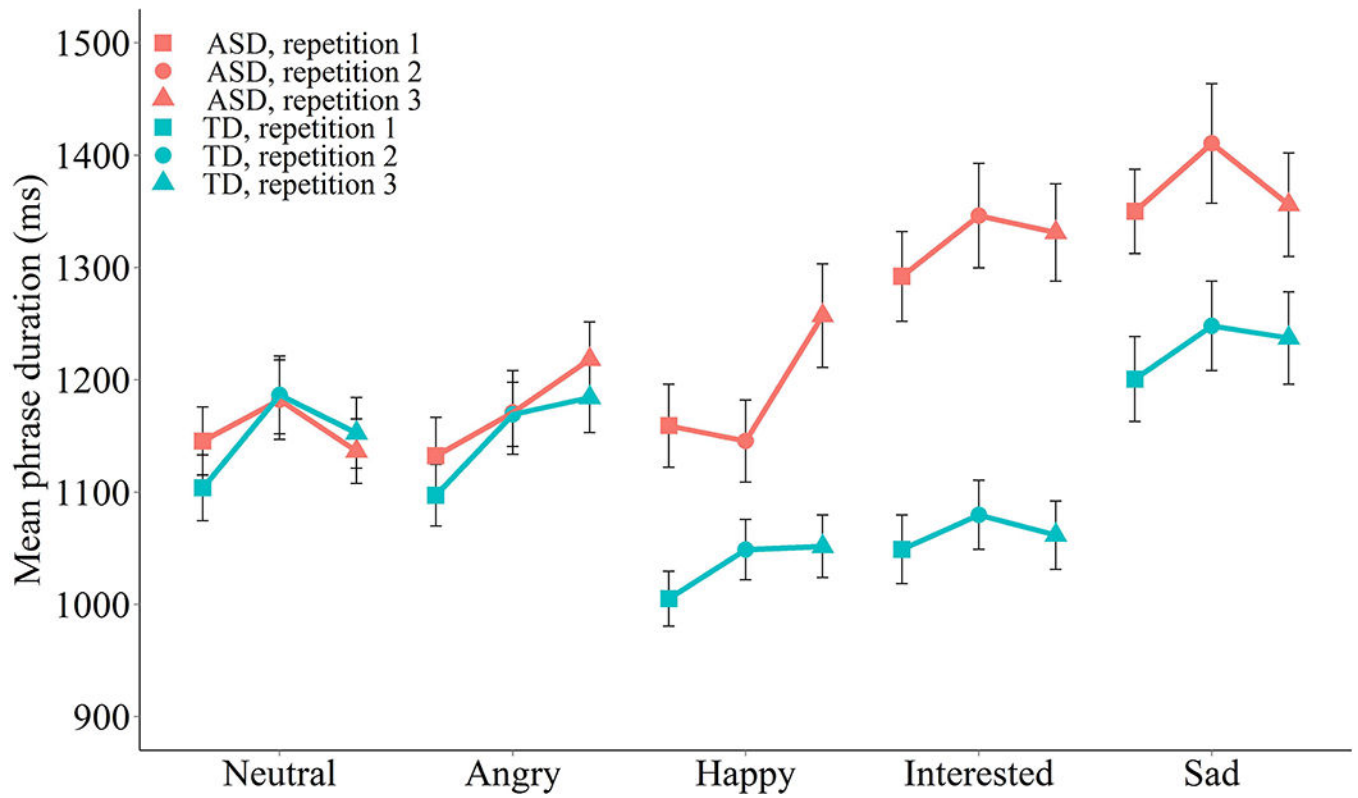 1500
1400
1300
1200
1100
1000
900
Mean phrase duration (ms)
ASD, repetition 1
ASD, repetition 2
ASD, repetition 3
TD, repetition 1
TD, repetition 2
TD, repetition 3
Neutral Angry Happy Interested Sad